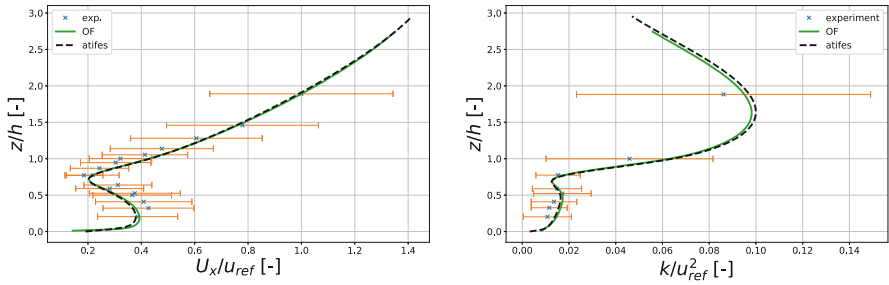 exp.
OF
atifes
3.0
2.5
2.0
1.5
1.0
0.5
0.0
z/h [-]
0.2 0.4 0.6 0.8 1.0 1.2 1.4
U_x/u_ref [-]
experiment
OF
atifes
3.0
2.5
2.0
1.5
1.0
0.5
0.0
z/h [-]
0.00 0.02 0.04 0.06 0.08 0.10 0.12 0.14
k/u²_ref [-]